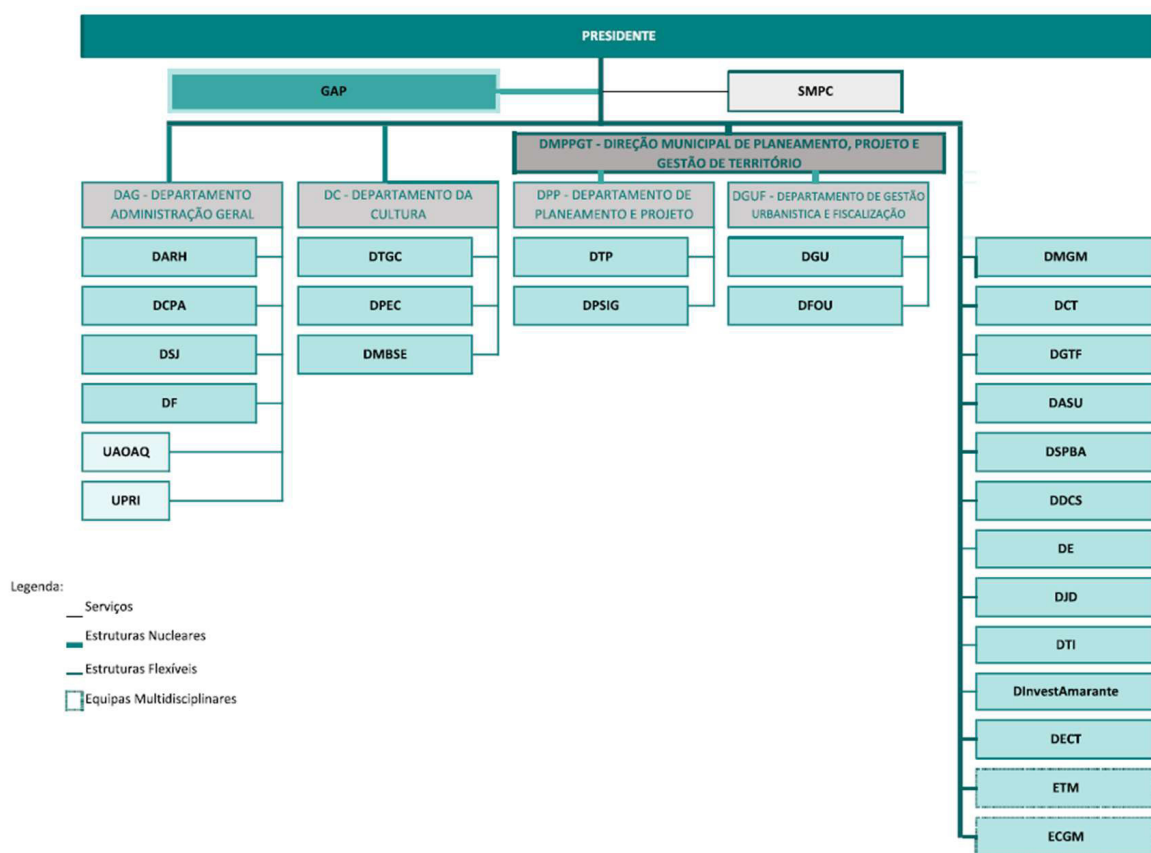 PRESIDENTE
GAP
SMPC
DMPPGT - DIREÇÃO MUNICIPAL DE PLANEAMENTO, PROJETO E
GESTÃO DE TERRITÓRIO
DAG - DEPARTAMENTO
ADMINISTRAÇÃO GERAL
DC - DEPARTAMENTO DA
CULTURA
DPP - DEPARTAMENTO DE
PLANEAMENTO E PROJETO
DGUF - DEPARTAMENTO DE GESTÃO
URBANISTICA E FISCALIZAÇÃO
DARH
DCPA
DSJ
DF
UAOAQ
UPRI
DTGC
DPEC
DMBSE
DTP
DPSIG
DGU
DFOU
DMGM
DCT
DGTF
DASU
DSPBA
DDCS
DE
DJD
DTI
DInvestAmarante
DECT
ETM
ECGM
Legenda:
Serviços
Estruturas Nucleares
Estruturas Flexíveis
Equipas Multidisciplinares